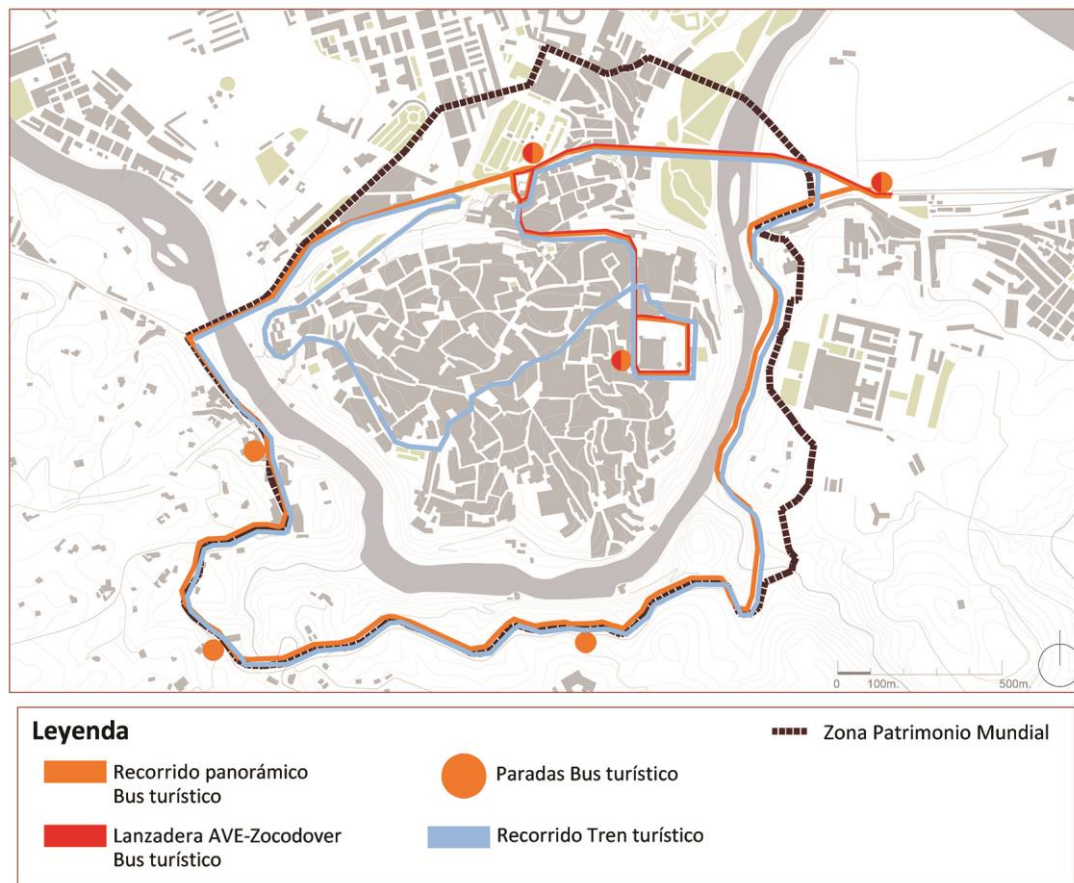 0 100m. 500m.
Leyenda
Recorrido panorámico
Bus turístico
Lanzadera AVE-Zocodover
Bus turístico
Paradas Bus turístico
Recorrido Tren turístico
Zona Patrimonio Mundial